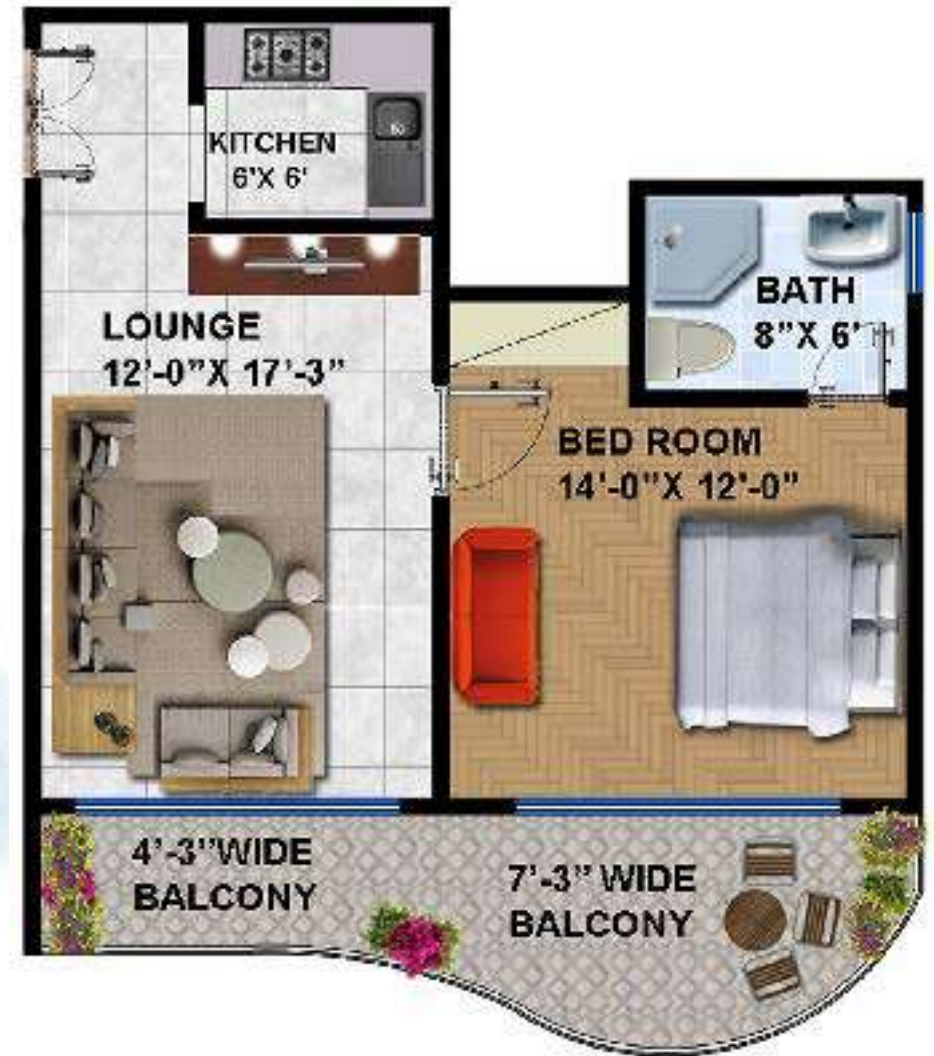 KITCHEN
6'X 6'
LOUNGE
12'-0"X 17'-3"
BATH
8"X 6'
BED ROOM
14'-0"X 12'-0"
4'-3"WIDE
BALCONY
7'-3" WIDE
BALCONY